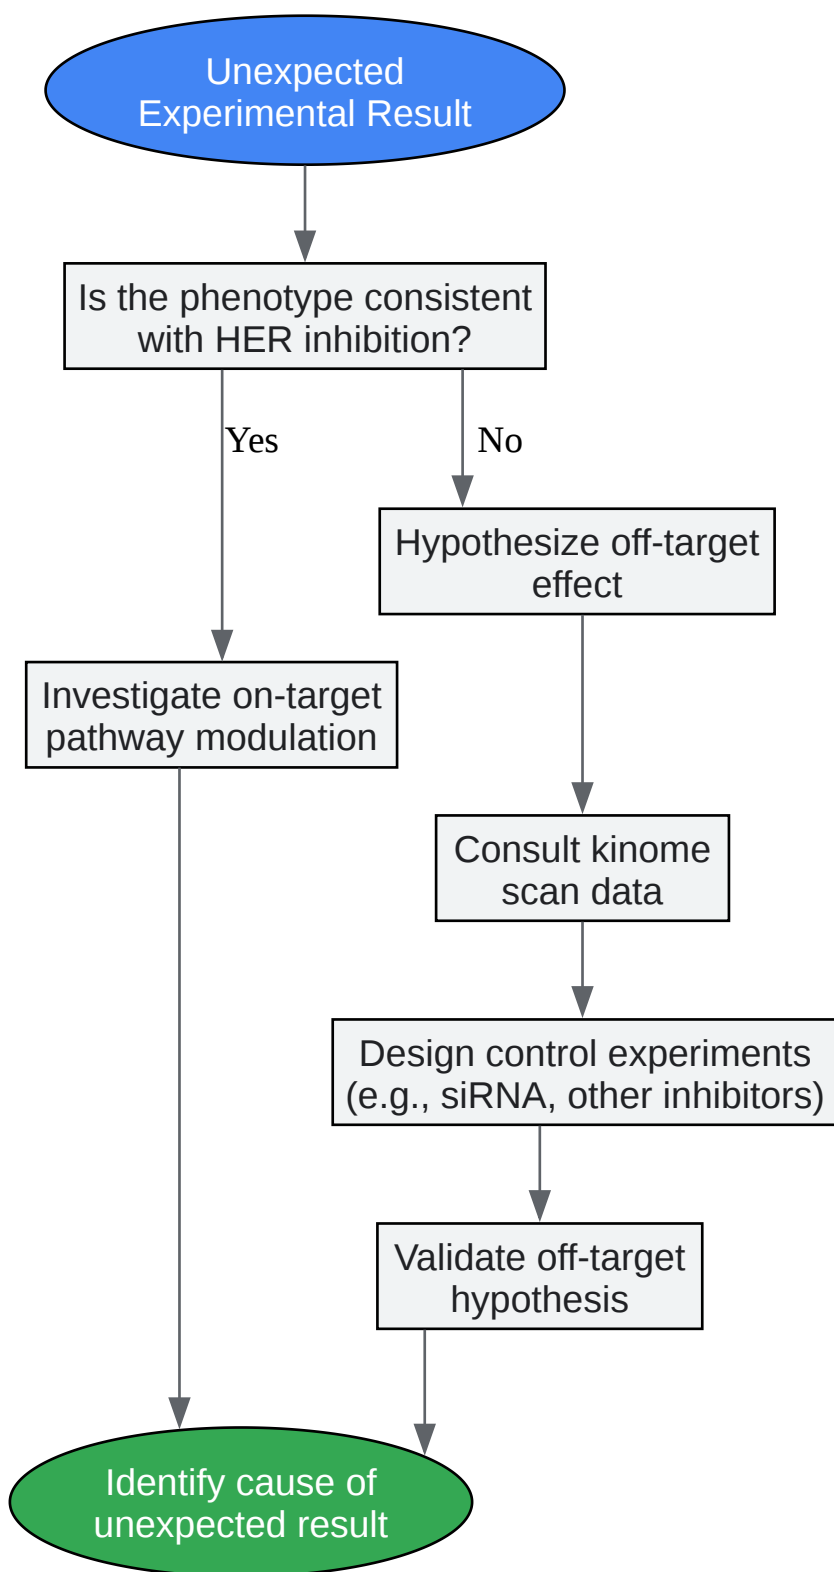 Unexpected
Experimental Result
Is the phenotype consistent
with HER inhibition?
Yes
No
Hypothesize off-target
effect
Investigate on-target
pathway modulation
Consult kinome
scan data
Design control experiments
(e.g., siRNA, other inhibitors)
Validate off-target
hypothesis
Identify cause of
unexpected result